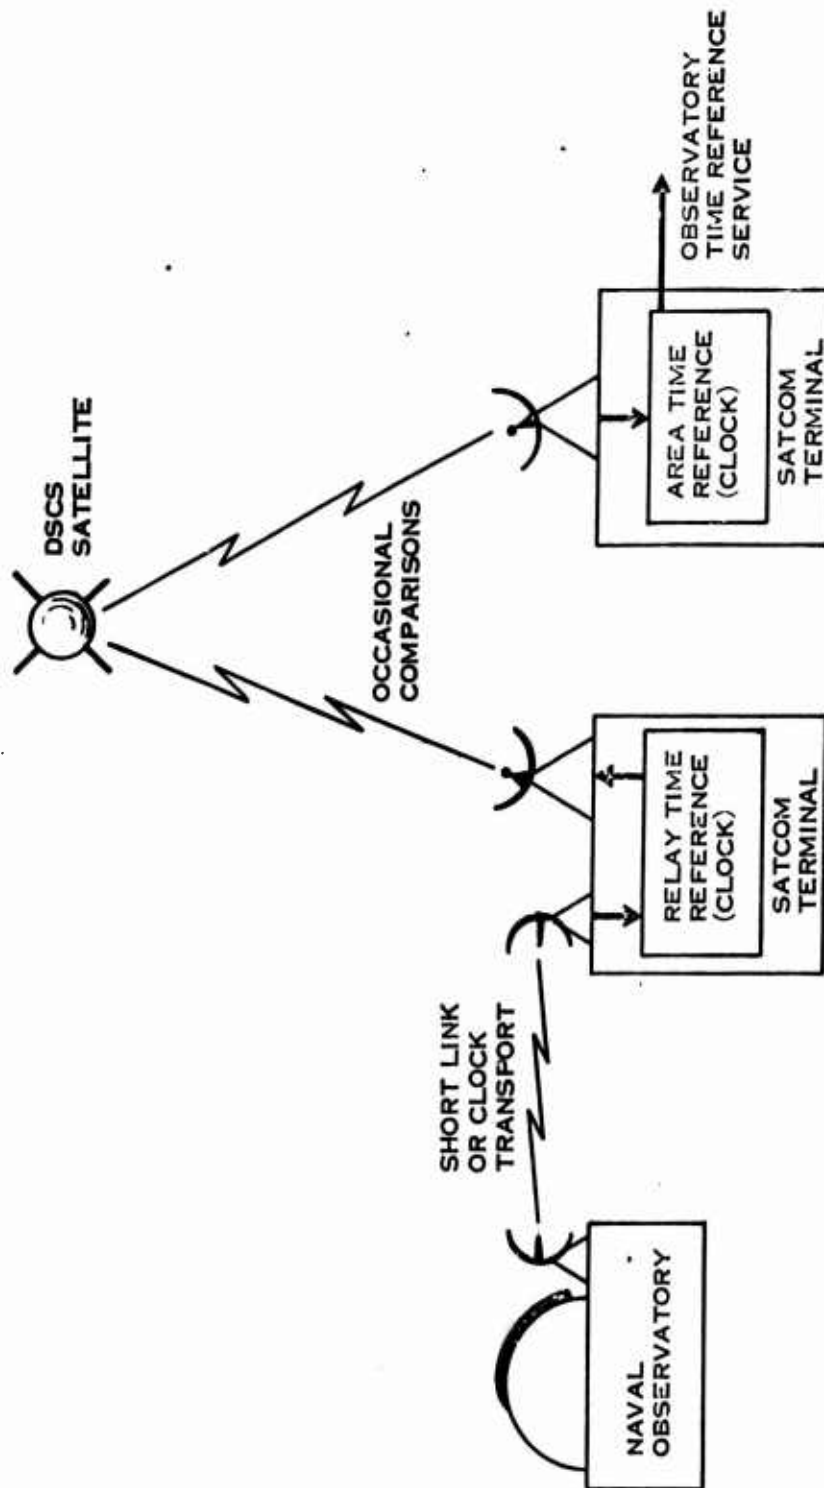 NAVAL
OBSERVATORY
SHORT LINK
OR CLOCK
TRANSPORT
RELAY TIME
REFERENCE
(CLOCK)
SATCOM
TERMINAL
OCCASIONAL
COMPARISONS
DSCS
SATELLITE
AREA TIME
REFERENCE
(CLOCK)
SATCOM
TERMINAL
OBSERVATORY
TIME REFERENCE
SERVICE